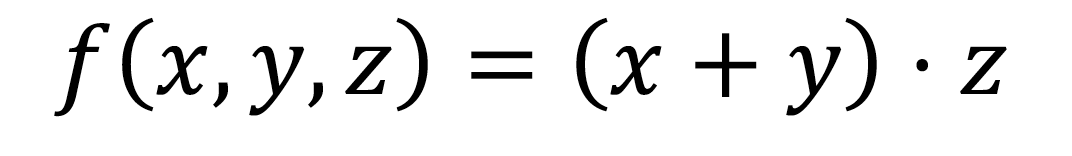 f(x, y, z) = (x + y) · z